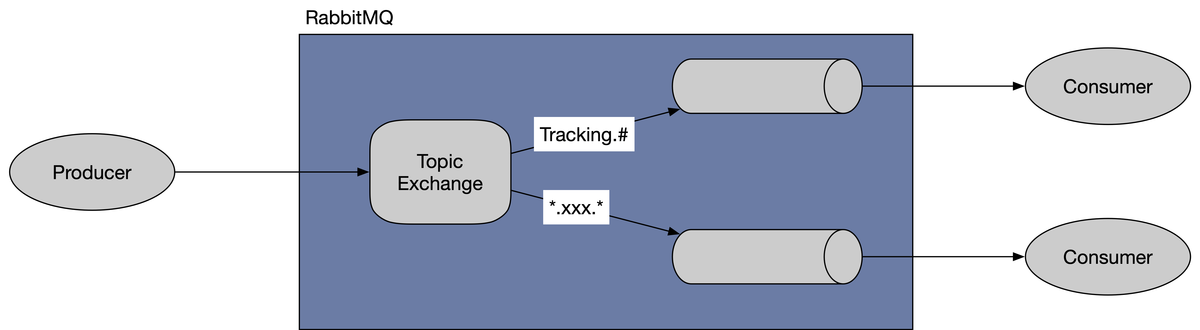 RabbitMQ
Producer
Topic
Exchange
Tracking.#
*.xxx.*
Consumer
Consumer